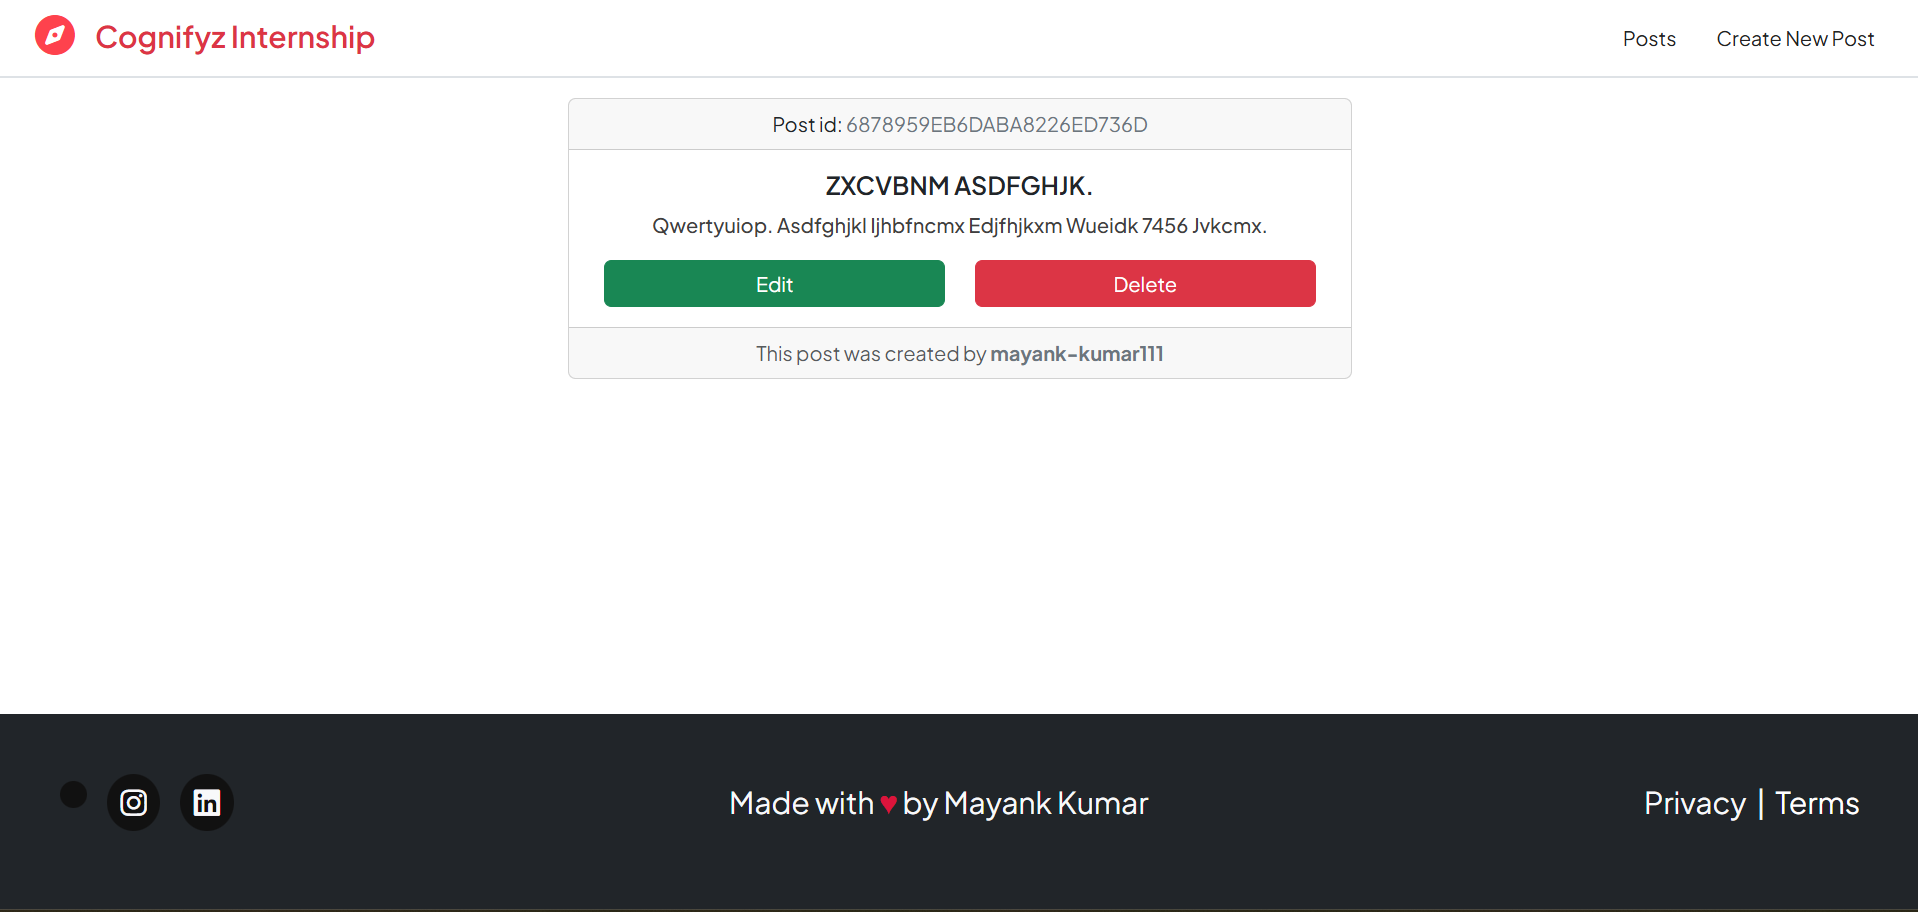 Cognifyz Internship
Posts
Create New Post
Post id: 6878959EB6DABA8226ED736D
ZXCVBNM ASDFGHJK.
Qwertyuiop. Asdfghjkl Ijhbfncmx Edjfhjkxm Wueidk 7456 Jvkcmx.
Edit
Delete
This post was created by mayank-kumar111
in
Made with ♥ by Mayank Kumar
Privacy | Terms